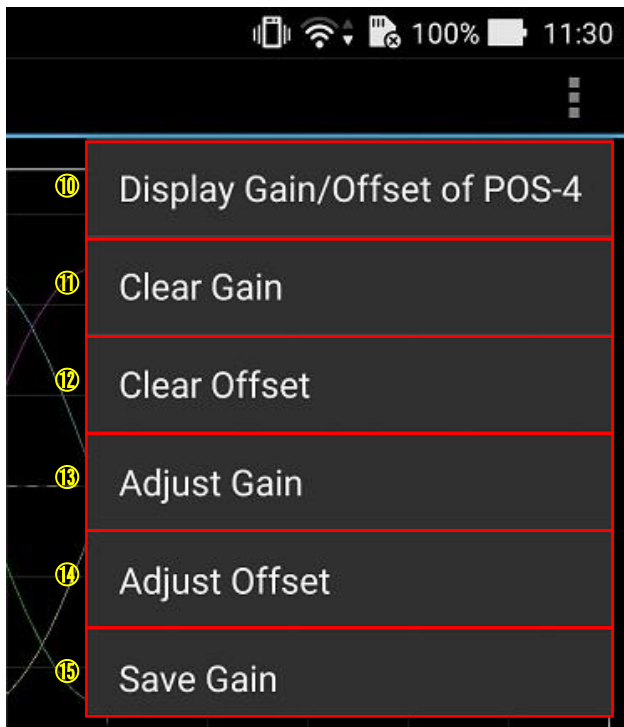 100% 11:30
⑩ Display Gain/Offset of POS-4
⑪ Clear Gain
⑫ Clear Offset
⑬ Adjust Gain
⑭ Adjust Offset
⑮ Save Gain